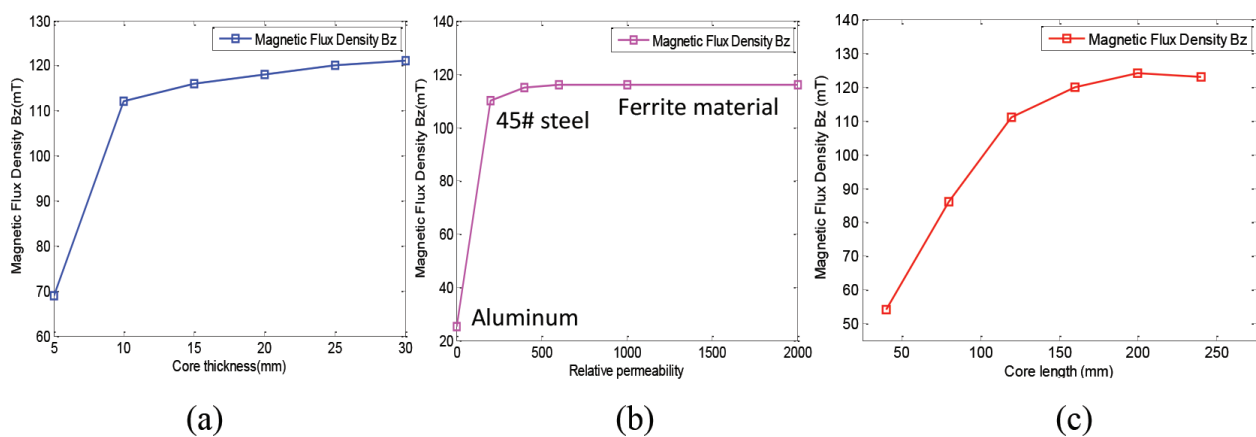 130
120
110
100
90
80
70
60
5
10
15
20
25
30
Magnetic Flux Density Bz(mT)
Core thickness(mm)
Magnetic Flux Density Bz
(a)
140
120
100
80
60
40
20
0
500
1000
1500
2000
Magnetic Flux Density Bz(mT)
Relative permeability
Magnetic Flux Density Bz
45# steel
Ferrite material
Aluminum
(b)
140
130
120
110
100
90
80
70
60
50
50
100
150
200
250
Magnetic Flux Density Bz (mT)
Core length (mm)
Magnetic Flux Density Bz
(c)